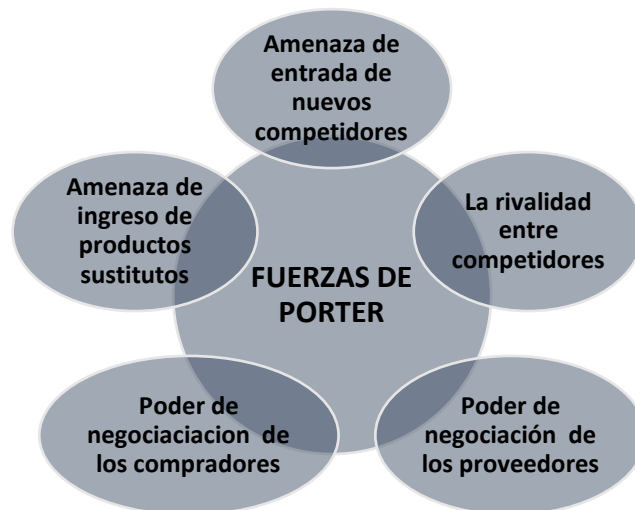 Amenaza de
entrada de
nuevos
competidores
La rivalidad
entre
competidores
Poder de
negociación de
los proveedores
Poder de
negociaciacion de
los compradores
Amenaza de
ingreso de
productos
sustitutos
FUERZAS DE
PORTER